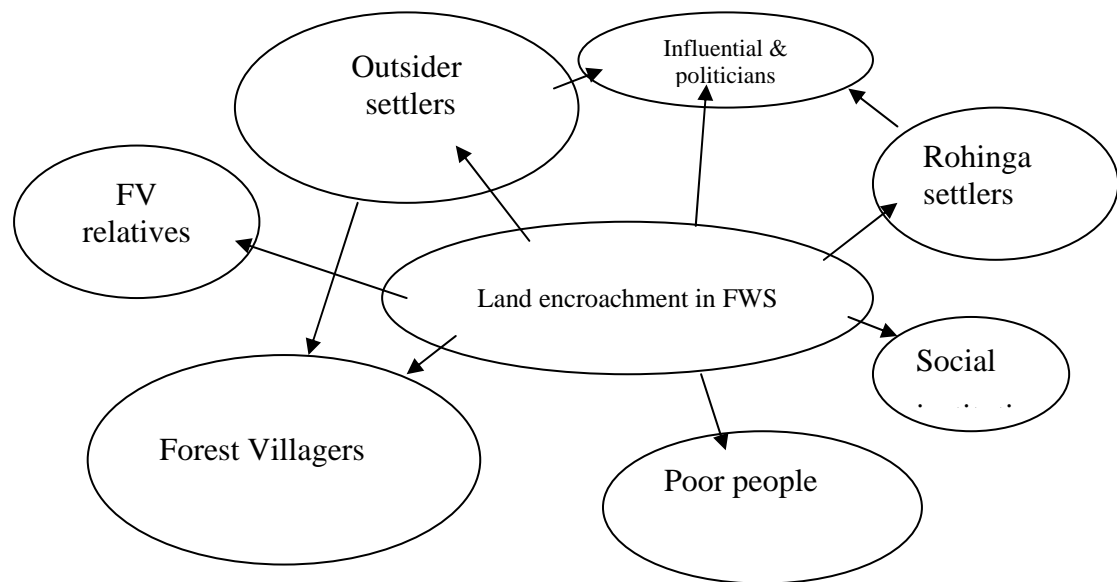 Outsider
settlers
Influential &
politicians
Rohinga
settlers
FV
relatives
Land encroachment in FWS
Social
Forest Villagers
Poor people